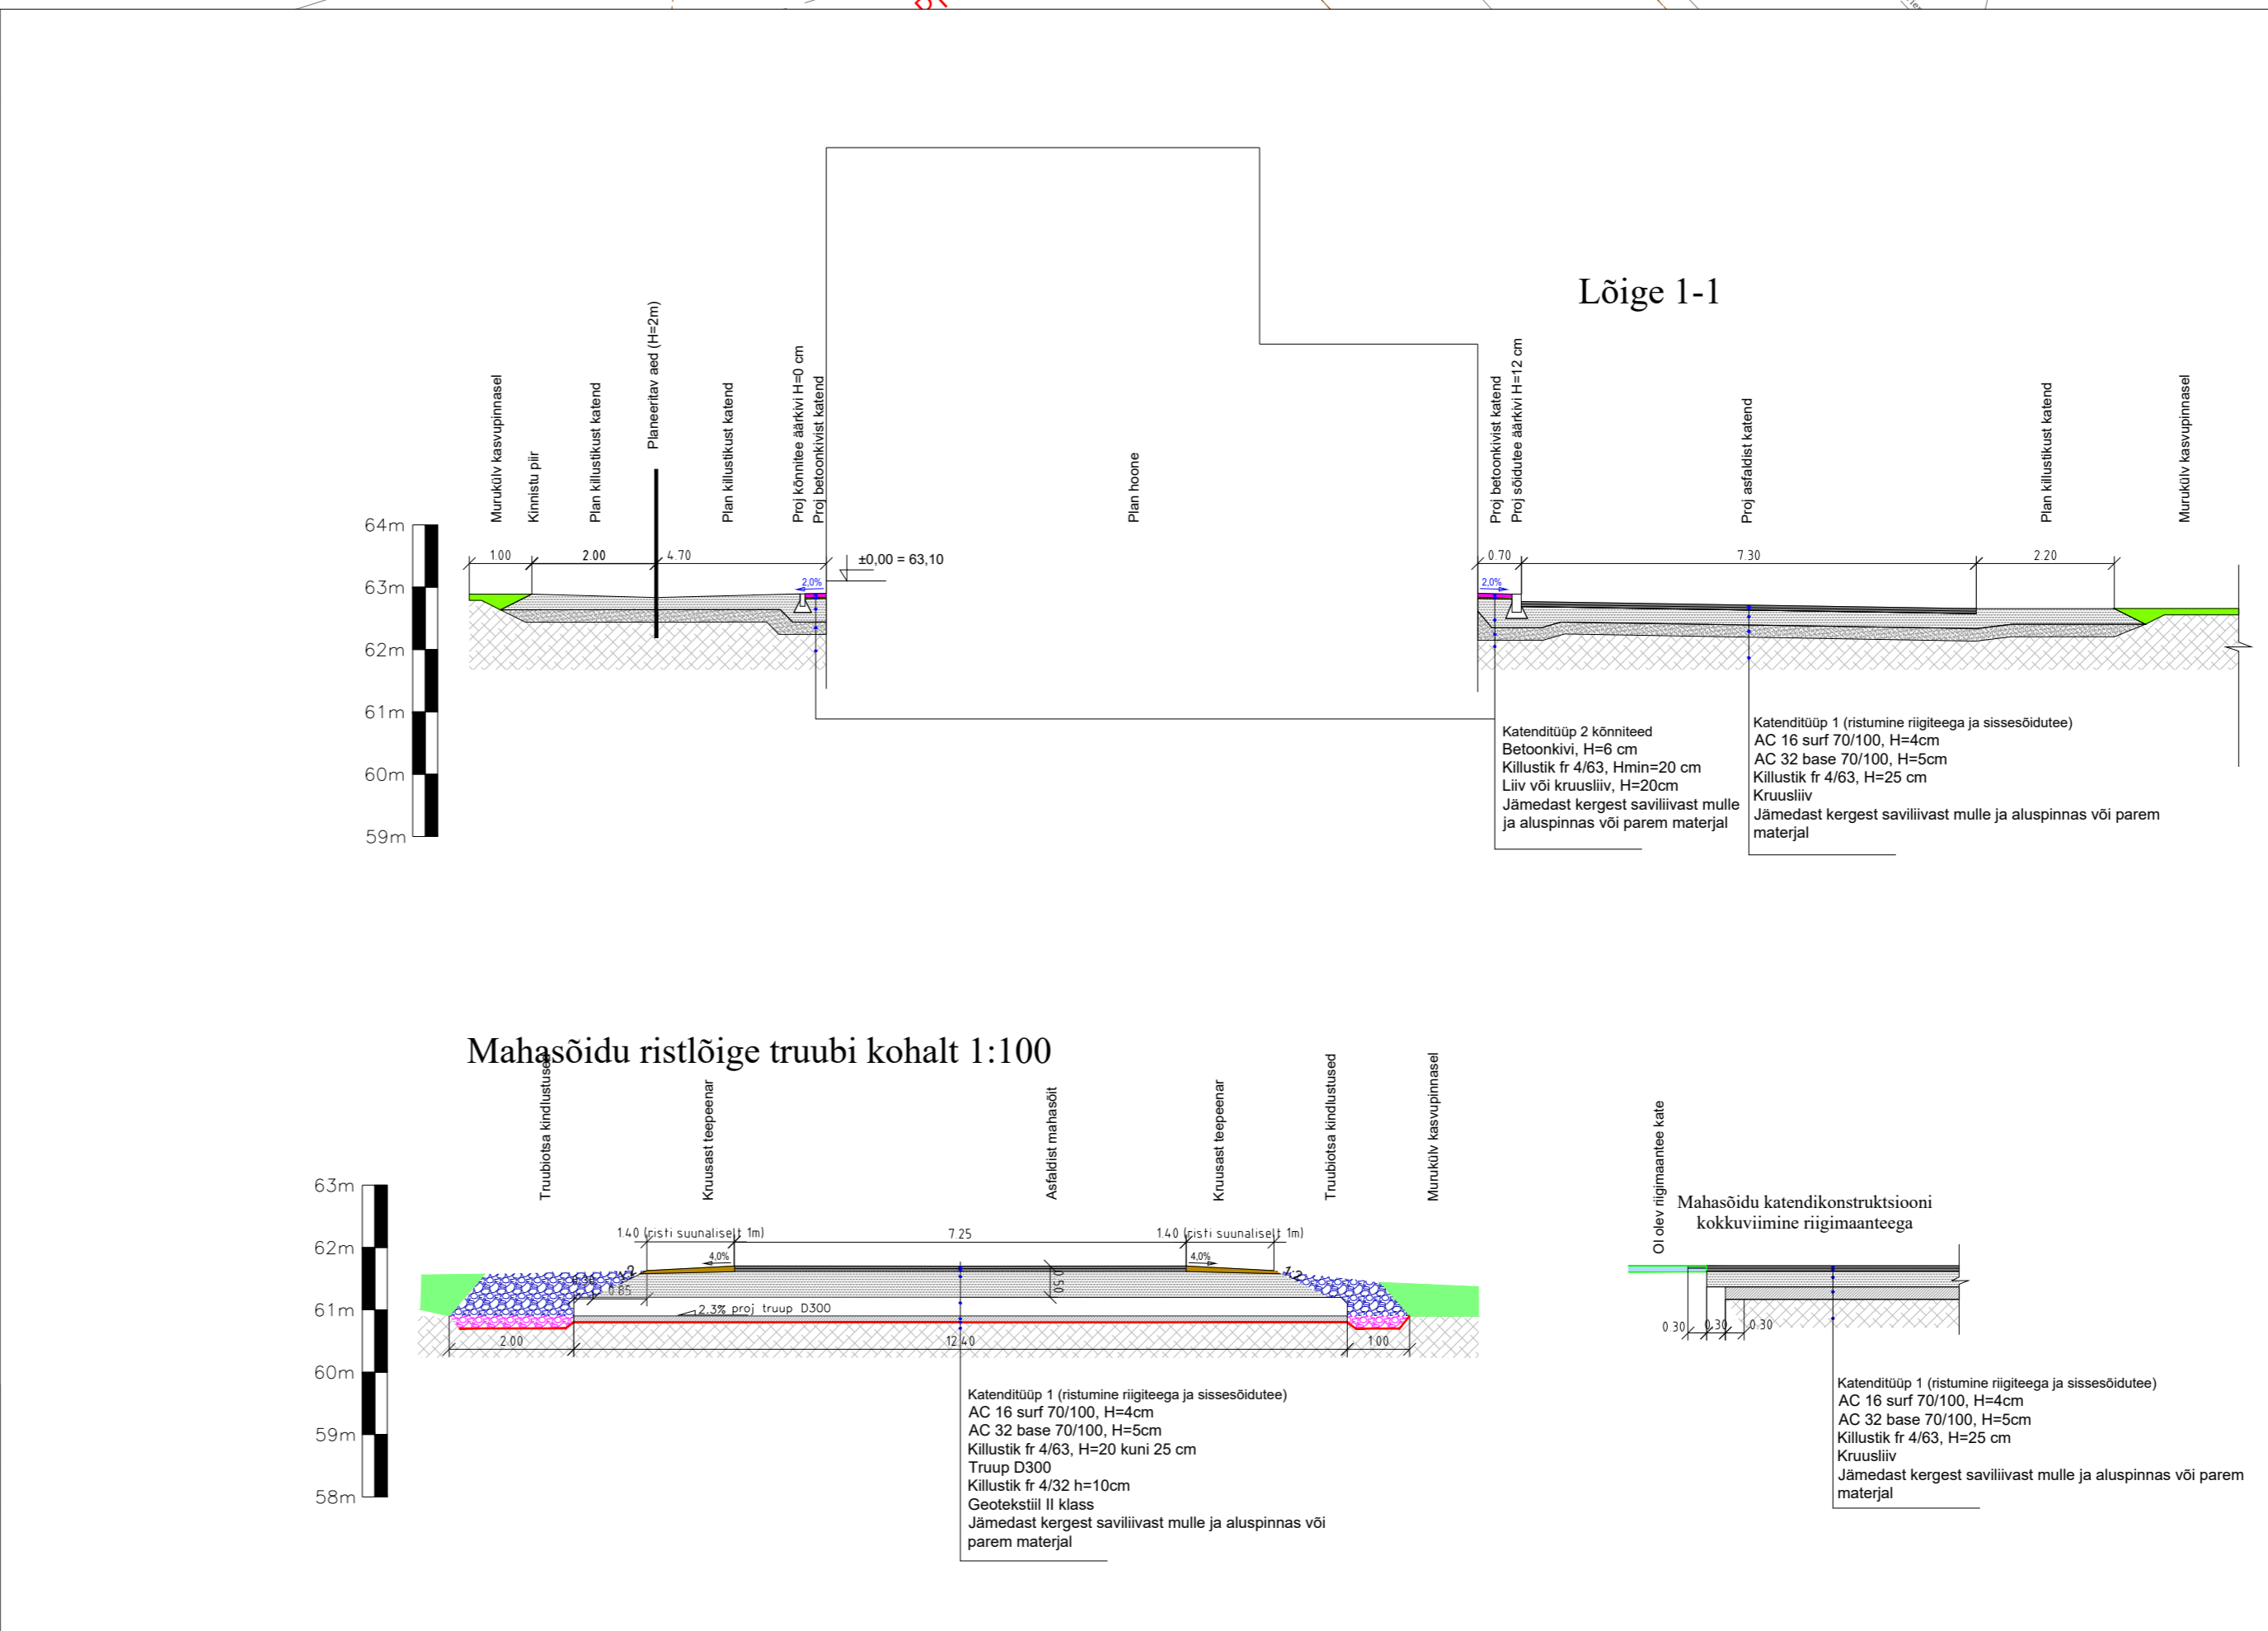 Lõige 1-1
Murukülv kasvupinnasel
Kinnistu piir
Plan killustikust katend
Planeeritav aed (H=2m)
Plan killustikust katend
Proj kõnnitee äärkivi H=0 cm
Proj betoonkivist katend
Plan hoone
Proj betoonkivist katend
Proj sõidutee äärkivi H=12 cm
Proj asfaldist katend
Plan killustikust katend
Murukülv kasvupinnasel
64m
63m
62m
61m
60m
59m
1.00
2.00
4.70
±0,00 = 63,10
0.70
7.30
2.20
2,0%
2,0%
Katenditüüp 2 kõnniteed
Betoonkivi, H=6 cm
Killustik fr 4/63, Hmin=20 cm
Liiv või kruusliiv, H=20cm
Jämedast kergest saviliivast mulle
ja aluspinnas või parem materjal
Katenditüüp 1 (ristumine riigiteega ja sissesõidutee)
AC 16 surf 70/100, H=4cm
AC 32 base 70/100, H=5cm
Killustik fr 4/63, H=25 cm
Kruusliiv
Jämedast kergest saviliivast mulle ja aluspinnas või parem
materjal
Mahasõidu ristlõige truubi kohalt 1:100
Truubiotsa kindlustused
Kruusast teepeenar
Asfaldist mahasõit
Kruusast teepeenar
Truubiotsa kindlustused
Murukülv kasvupinnasel
63m
62m
61m
60m
59m
58m
1.40 (risti suunaliselt 1m)
7.25
1.40 (risti suunaliselt 1m)
4,0%
4,0%
1:2
1:2
0.30
0.85
0.50
2.3% proj truup D300
2.00
12.40
1.00
Katenditüüp 1 (ristumine riigiteega ja sissesõidutee)
AC 16 surf 70/100, H=4cm
AC 32 base 70/100, H=5cm
Killustik fr 4/63, H=20 kuni 25 cm
Truup D300
Killustik fr 4/32 h=10cm
Geotekstiil II klass
Jämedast kergest saviliivast mulle ja aluspinnas või
parem materjal
Ol olev riigimaantee kate
Mahasõidu katendikonstruktsiooni
kokkuviimine riigimaanteega
0.30
0.30
0.30
Katenditüüp 1 (ristumine riigiteega ja sissesõidutee)
AC 16 surf 70/100, H=4cm
AC 32 base 70/100, H=5cm
Killustik fr 4/63, H=25 cm
Kruusliiv
Jämedast kergest saviliivast mulle ja aluspinnas või parem
materjal